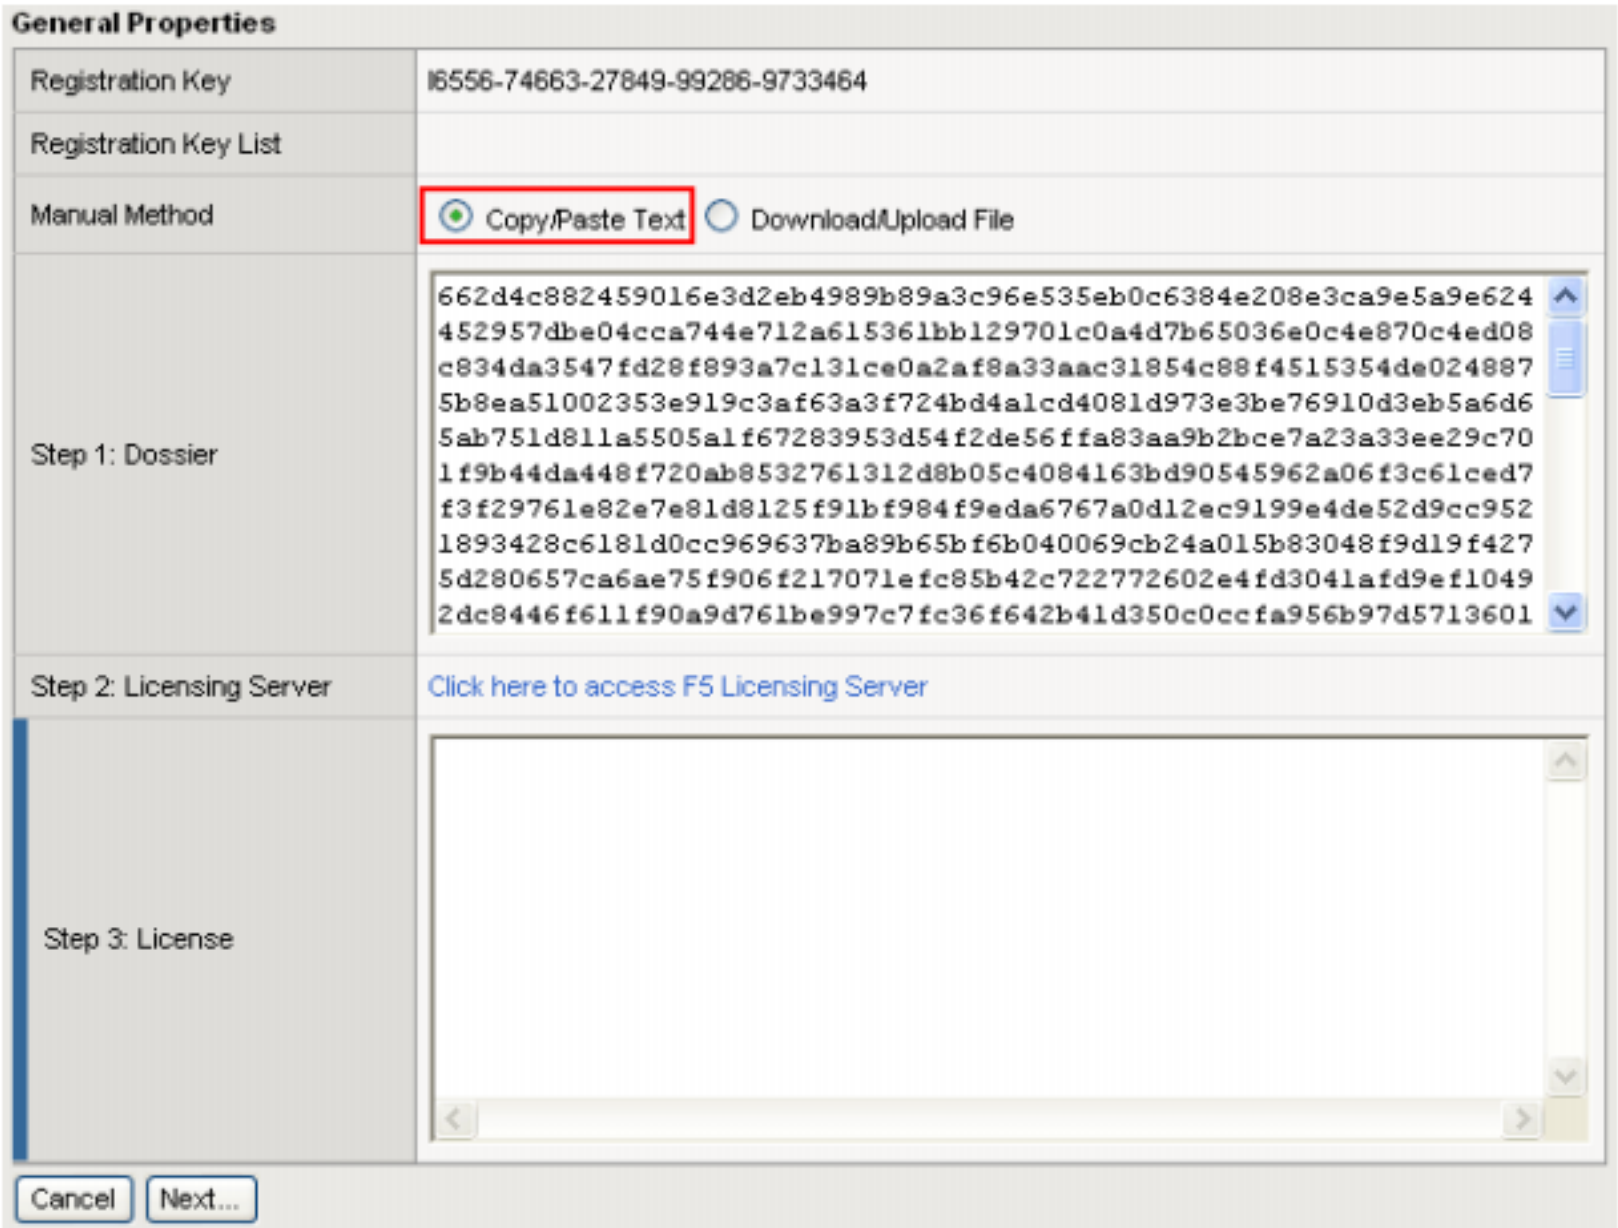 General Properties
Registration Key
I6556-74663-27849-99286-9733464
Registration Key List
Manual Method
Copy/Paste Text
Download/Upload File
Step 1: Dossier
662d4c882459016e3d2eb4989b89a3c96e535eb0c6384e208e3ca9e5a9e624
452957dbe04cca744e712a615361bb129701c0a4d7b65036e0c4e870c4ed08
c834da3547fd28f893a7c131ce0a2af8a33aac31854c88f4515354de024887
5b8ea51002353e919c3af63a3f724bd4a1cd4081d973e3be76910d3eb5a6d6
5ab751d811a5505a1f67283953d54f2de56ffa83aa9b2bce7a23a33ee29c70
1f9b44da448f720ab8532761312d8b05c4084163bd90545962a06f3c61ced7
f3f29761e82e7e81d8125f91bf984f9eda6767a0d12ec9199e4de52d9cc952
1893428c6181d0cc969637ba89b65bf6b040069cb24a015b83048f9d19f427
5d280657ca6ae75f906f217071efc85b42c722772602e4fd3041afd9ef1049
2dc8446f611f90a9d761be997c7fc36f642b41d350c0ccfa956b97d5713601
Step 2: Licensing Server
Click here to access F5 Licensing Server
Step 3: License
Cancel
Next...